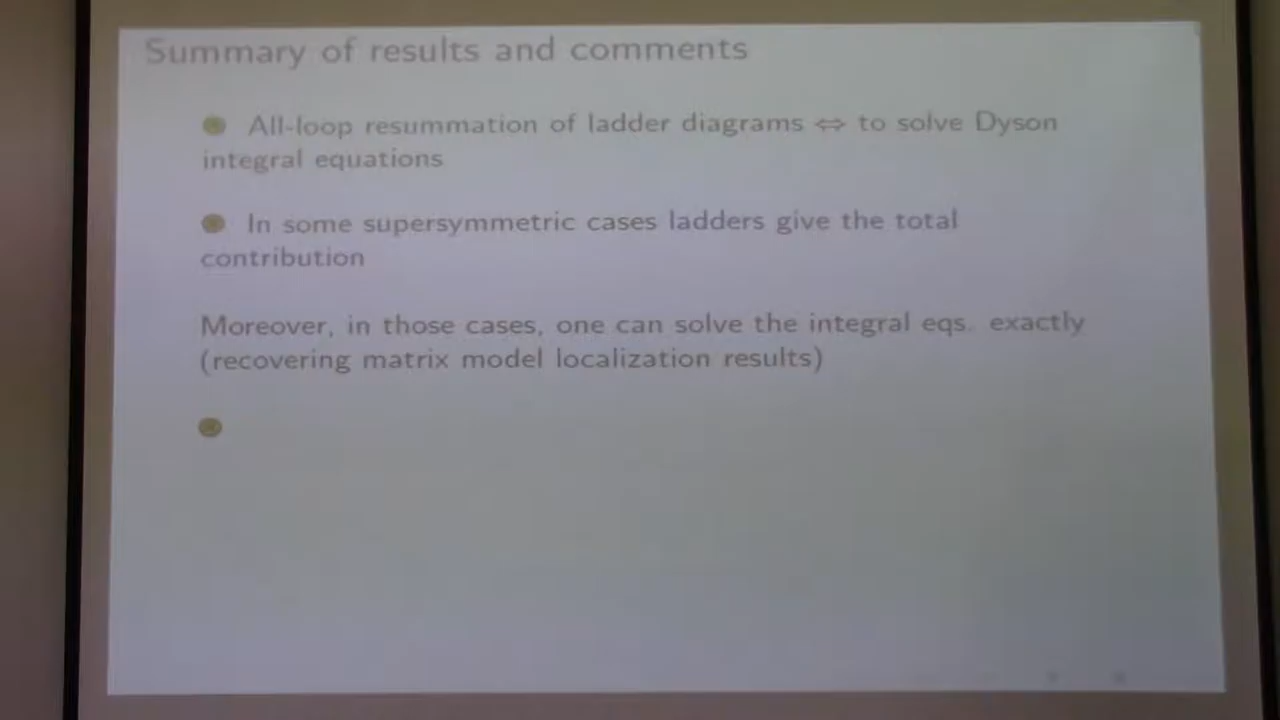 Summary of results and comments
All-loop resummation of ladder diagrams ⇔ to solve Dyson
integral equations
In some supersymmetric cases ladders give the total
contribution
Moreover, in those cases, one can solve the integral eqs. exactly
(recovering matrix model localization results)